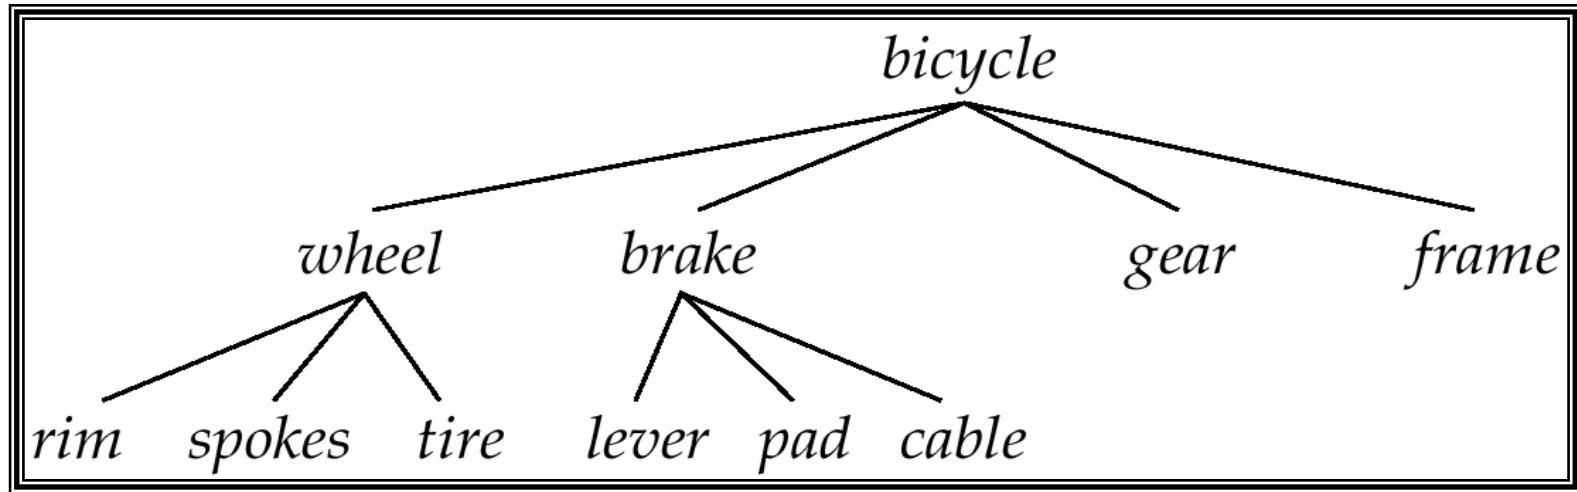 bicycle
wheel brake gear frame
rim spokes tire lever pad cable